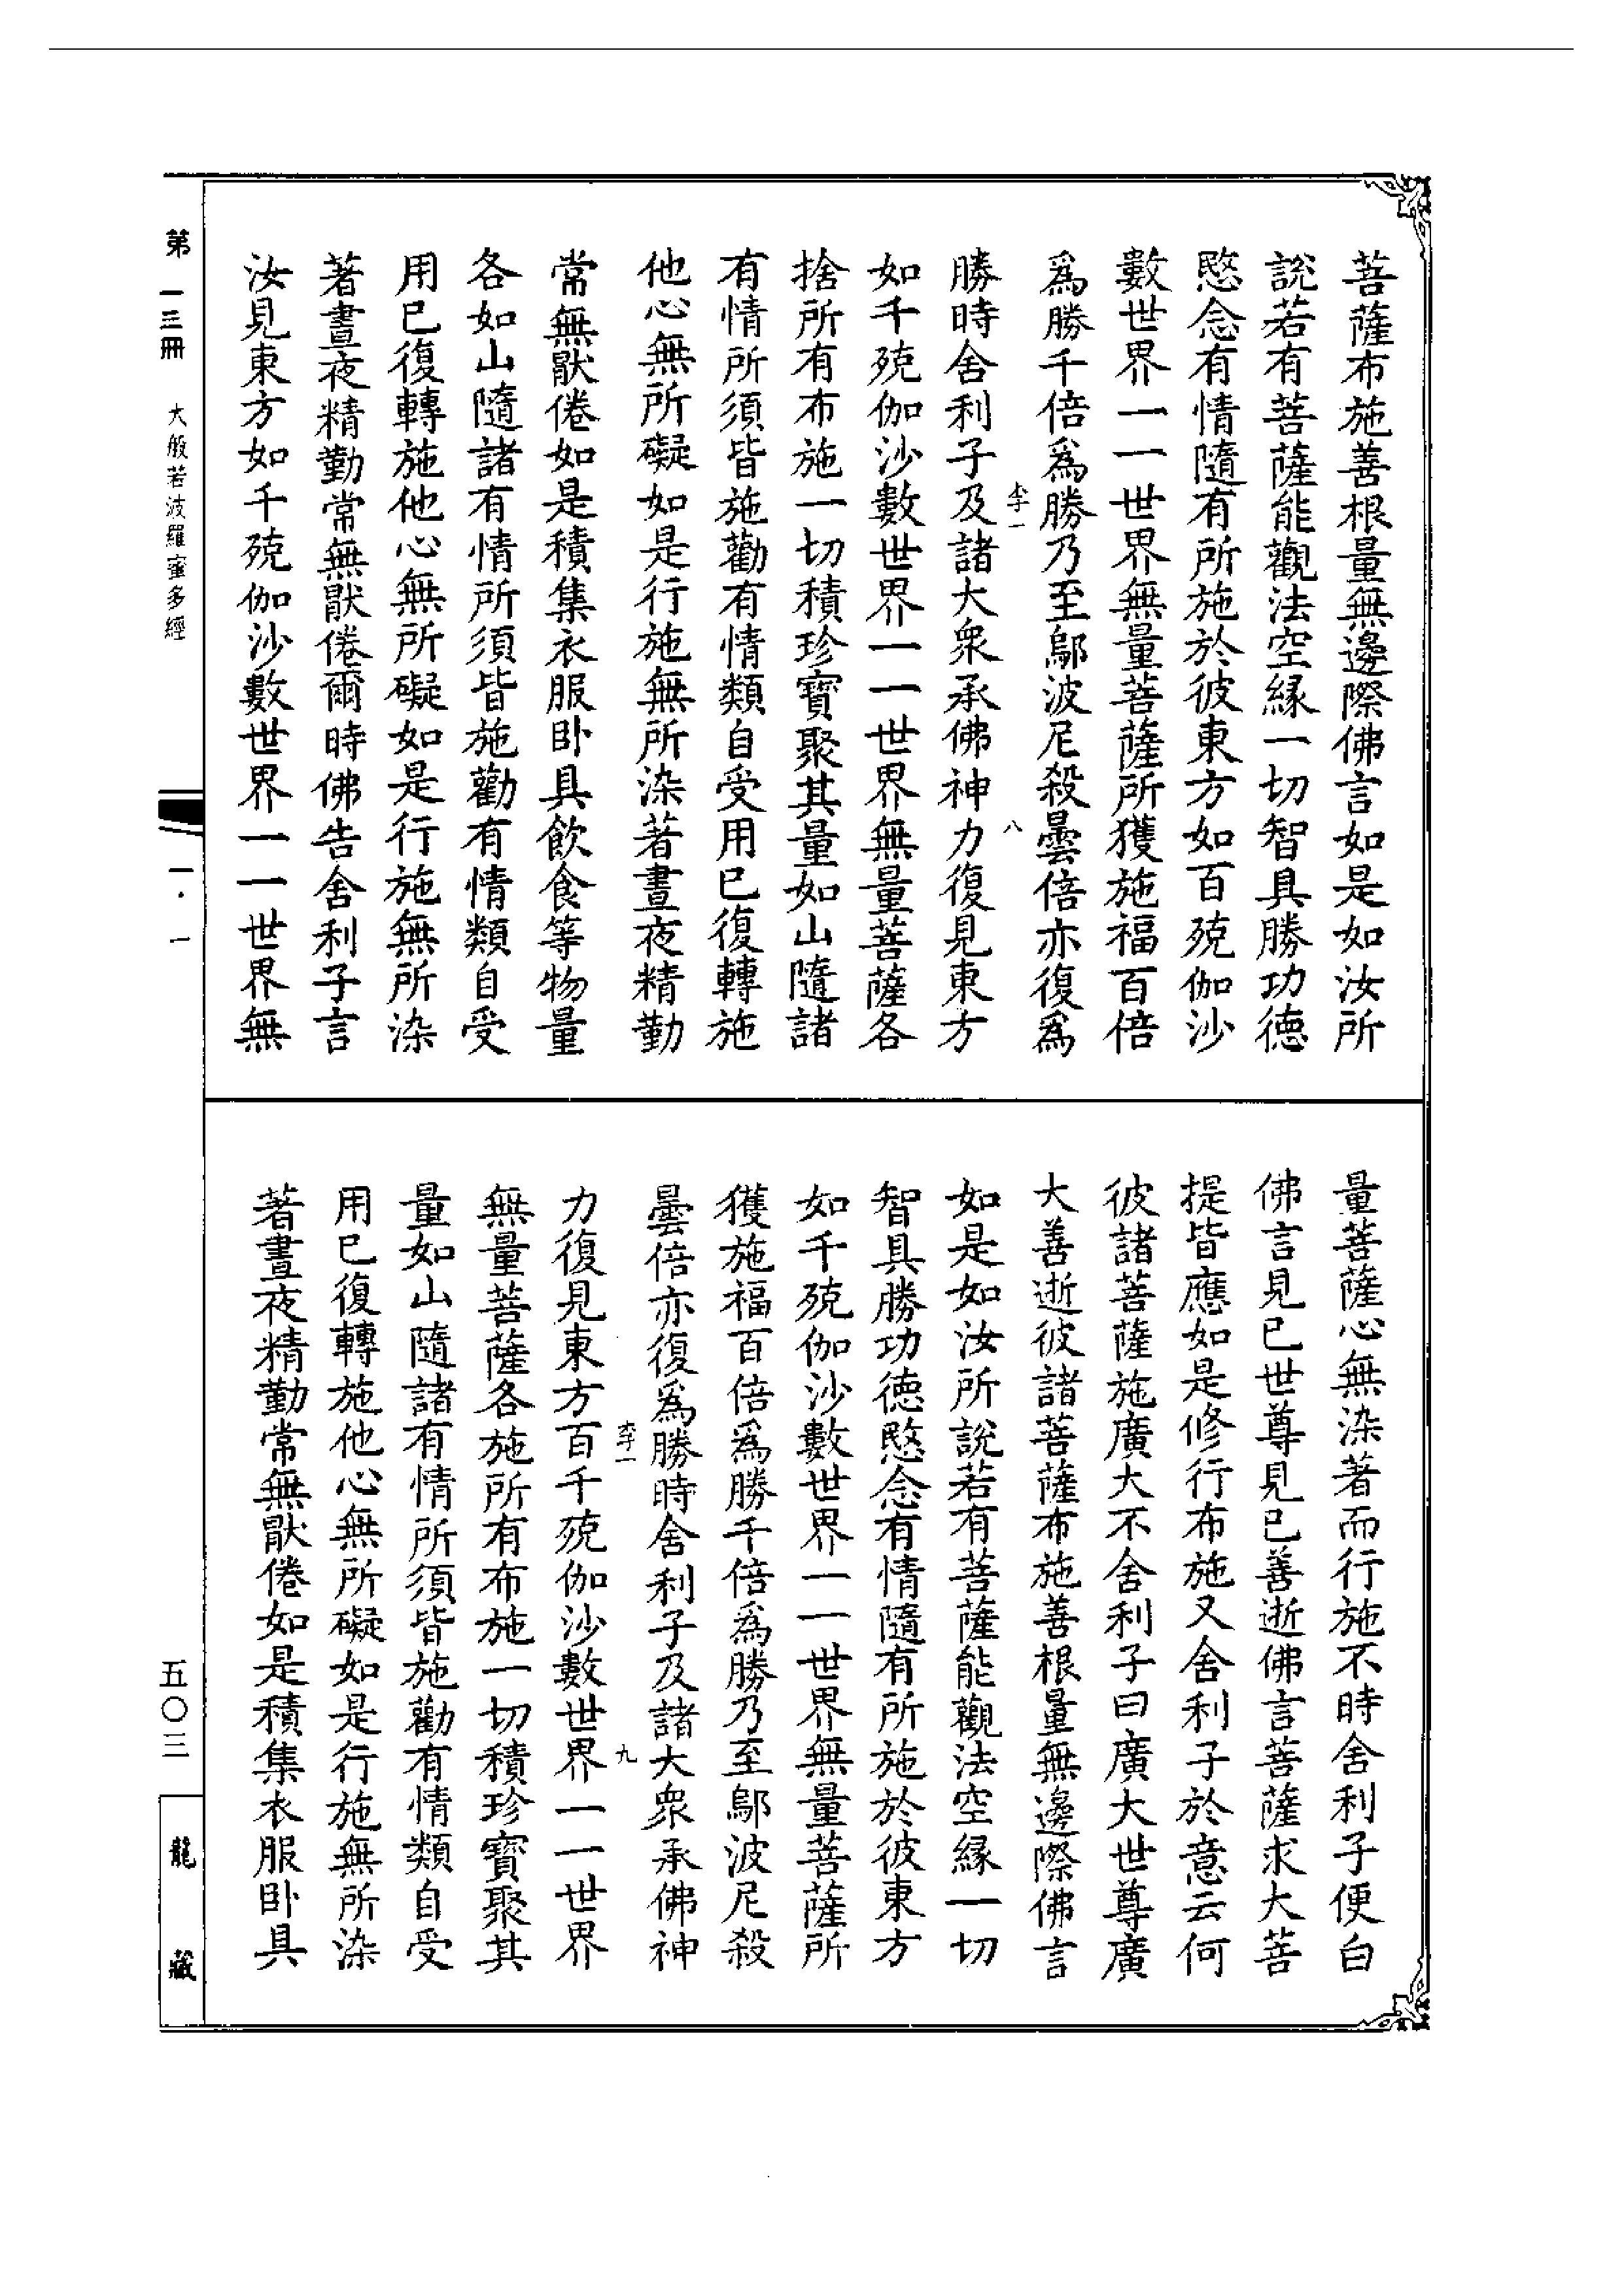 菩薩布施善根量無邊際佛言如是如汝所
說若有菩薩能觀法空緣一切智具勝功德
愍念有情隨有所施於彼東方如百殑伽沙
數世界一一世界無量菩薩所獲施福百倍
爲勝千倍爲勝乃至鄔波尼殺曇倍亦復爲
李一
八
勝時舍利子及諸大衆承佛神力復見東方
如千殑伽沙數世界一一世界無量菩薩各
捨所有布施一切積珍寶聚其量如山隨諸
有情所須皆施勸有情類自受用已復轉施
他心無所礙如是行施無所染著晝夜精勤
常無猒倦如是積集衣服卧具飲食等物量
各如山隨諸有情所須皆施勸有情類自受
用已復轉施他心無所礙如是行施無所染
著晝夜精勤常無猒倦爾時佛告舍利子言
汝見東方如千殑伽沙數世界一一世界無
量菩薩心無染著而行施不時舍利子便白
佛言見已世尊見已善逝佛言菩薩求大菩
提皆應如是修行布施又舍利子於意云何
彼諸菩薩施廣大不舍利子曰廣大世尊廣
大善逝彼諸菩薩布施善根量無邊際佛言
如是如汝所說若有菩薩能觀法空緣一切
智具勝功德愍念有情隨有所施於彼東方
如千殑伽沙數世界一一世界無量菩薩所
獲施福百倍爲勝千倍爲勝乃至鄔波尼殺
曇倍亦復爲勝時舍利子及諸大衆承佛神
李一
九
力復見東方百千殑伽沙數世界一一世界
無量菩薩各施所有布施一切積珍寶聚其
量如山隨諸有情所須皆施勸有情類自受
用已復轉施他心無所礙如是行施無所染
著晝夜精勤常無猒倦如是積集衣服卧具
第一三冊 大般若波羅蜜多經
一·一
五〇三
龍藏